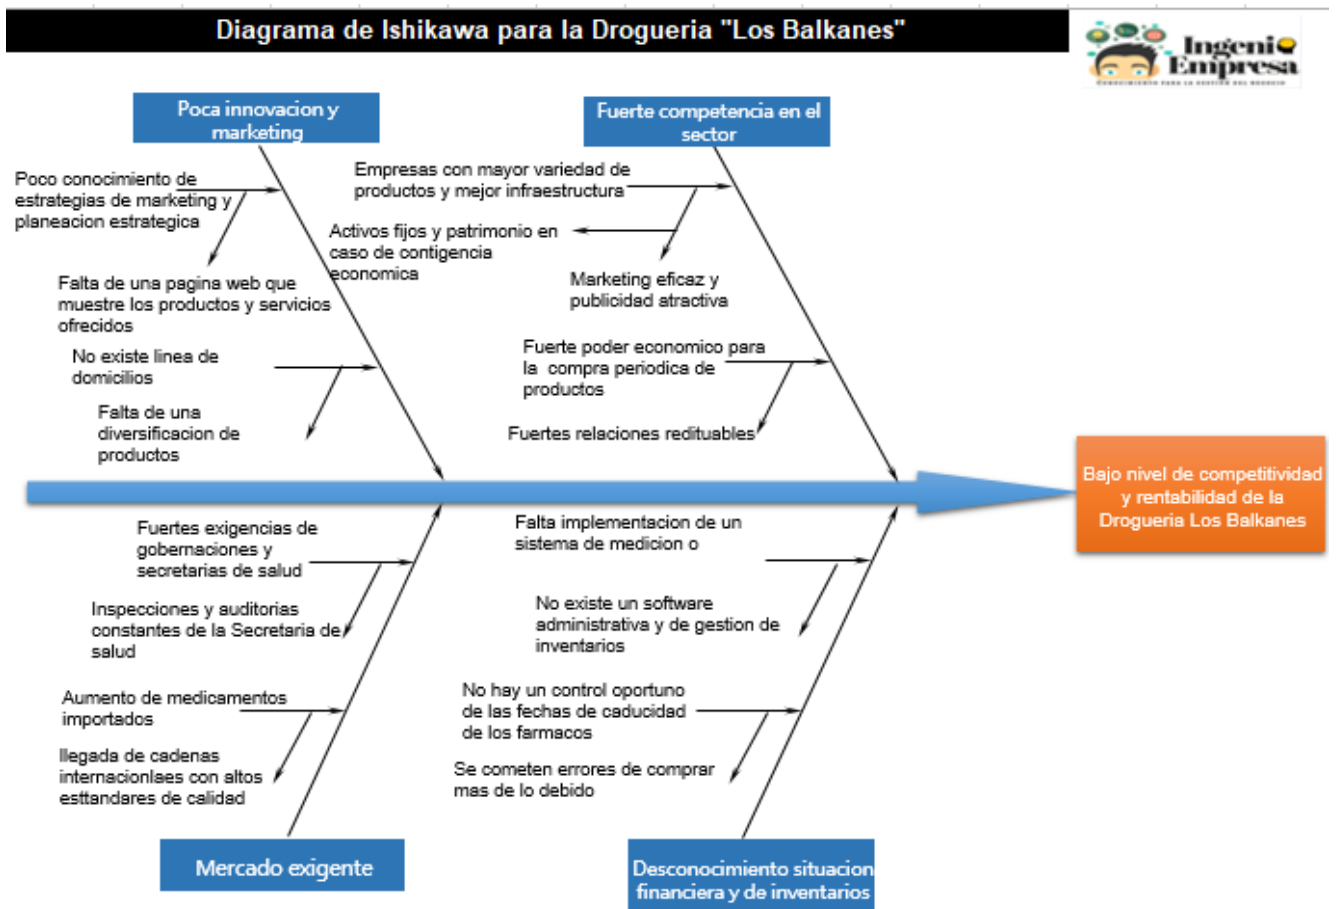 Diagrama de Ishikawa para la Drogueria "Los Balkanes"
Ingenio
Empresa
CONOCIMIENTO PARA LA GESTIÓN DEL NEGOCIO
Poca innovacion y
marketing
Fuerte competencia en el
sector
Poco conocimiento de
estrategias de marketing y
planeacion estrategica
Falta de una pagina web que
muestre los productos y servicios
ofrecidos
No existe linea de
domicilios
Falta de una
diversificacion de
productos
Empresas con mayor variedad de
productos y mejor infraestructura
Activos fijos y patrimonio en
caso de contigencia
economica
Marketing eficaz y
publicidad atractiva
Fuerte poder economico para
la compra periodica de
productos
Fuertes relaciones redituables
Bajo nivel de competitividad
y rentabilidad de la
Drogueria Los Balkanes
Fuertes exigencias de
gobernaciones y
secretarias de salud
Inspecciones y auditorias
constantes de la Secretaria de
salud
Aumento de medicamentos
importados
llegada de cadenas
internacionlaes con altos
esttandares de calidad
Falta implementacion de un
sistema de medicion o
No existe un software
administrativa y de gestion de
inventarios
No hay un control oportuno
de las fechas de caducidad
de los farmacos
Se cometen errores de comprar
mas de lo debido
Mercado exigente
Desconocimiento situacion
financiera y de inventarios